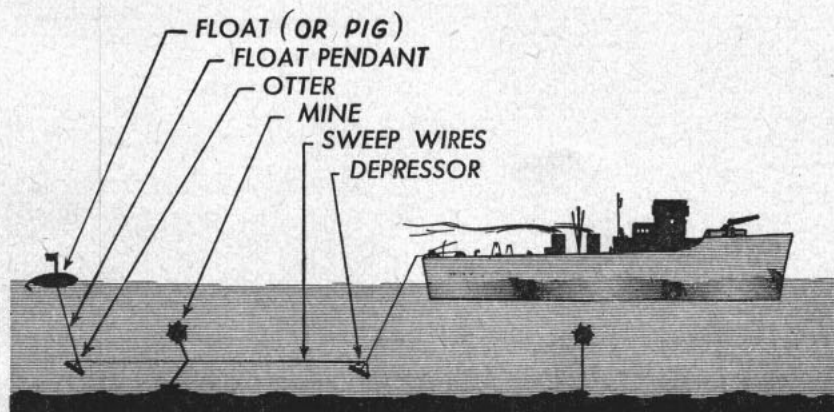 FLOAT (OR PIG)
FLOAT PENDANT
OTTER
MINE
SWEEP WIRES
DEPRESSOR